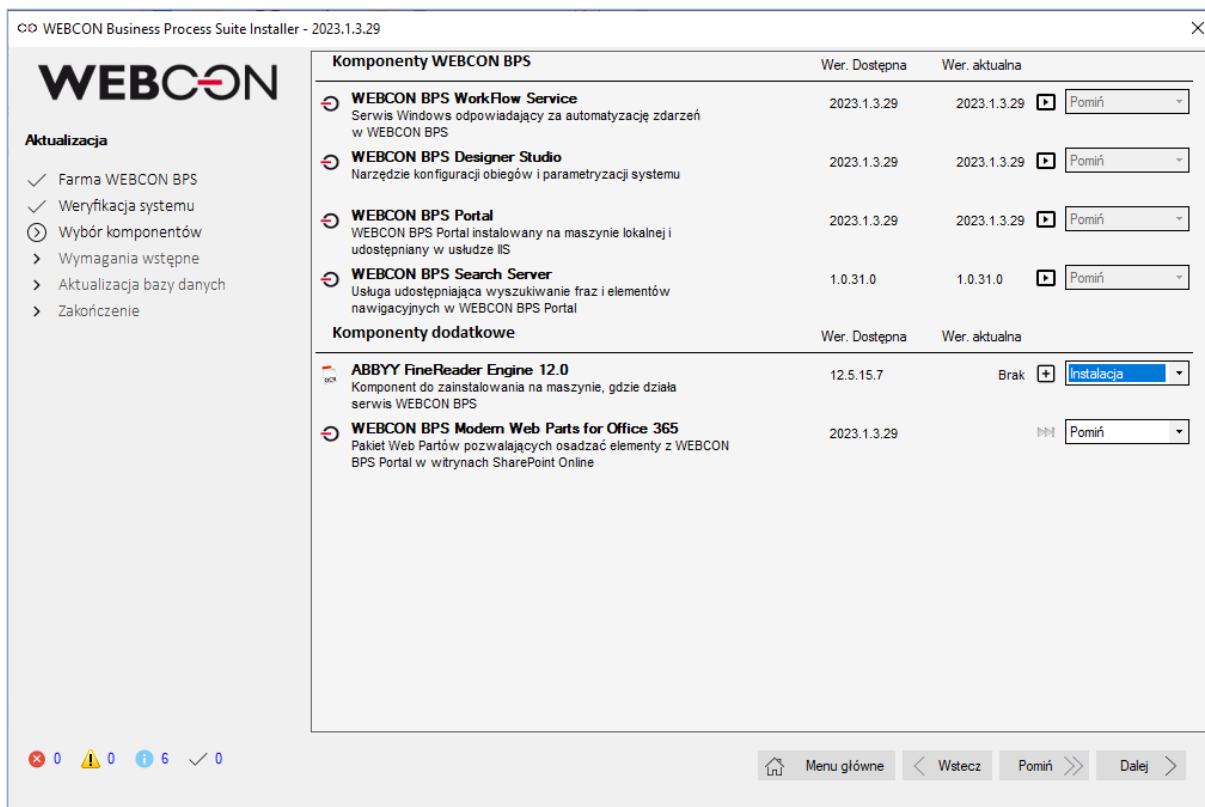 WEBCON Business Process Suite Installer - 2023.1.3.29
WEBCON
Aktualizacja
Farma WEBCON BPS
Weryfikacja systemu
Wybór komponentów
Wymagania wstępne
Aktualizacja bazy danych
Zakończenie
Komponenty WEBCON BPS Wer. Dostępna Wer. aktualna
WEBCON BPS WorkFlow Service
Serwis Windows odpowiadający za automatyzację zdarzeń
w WEBCON BPS
2023.1.3.29 2023.1.3.29 Pomiń
WEBCON BPS Designer Studio
Narzędzie konfiguracji obiegów i parametryzacji systemu
2023.1.3.29 2023.1.3.29 Pomiń
WEBCON BPS Portal
WEBCON BPS Portal instalowany na maszynie lokalnej i
udostępniany w usłudze IIS
2023.1.3.29 2023.1.3.29 Pomiń
WEBCON BPS Search Server
Usługa udostępniająca wyszukiwanie fraz i elementów
nawigacyjnych w WEBCON BPS Portal
1.0.31.0 1.0.31.0 Pomiń
Komponenty dodatkowe Wer. Dostępna Wer. aktualna
OCR
ABBYY FineReader Engine 12.0
Komponent do zainstalowania na maszynie, gdzie działa
serwis WEBCON BPS
12.5.15.7 Brak Instalacja
WEBCON BPS Modern Web Parts for Office 365
Pakiet Web Partów pozwalających osadzać elementy z WEBCON
BPS Portal w witrynach SharePoint Online
2023.1.3.29 Pomiń
0 0 6 0
Menu główne Wstecz Pomiń Dalej